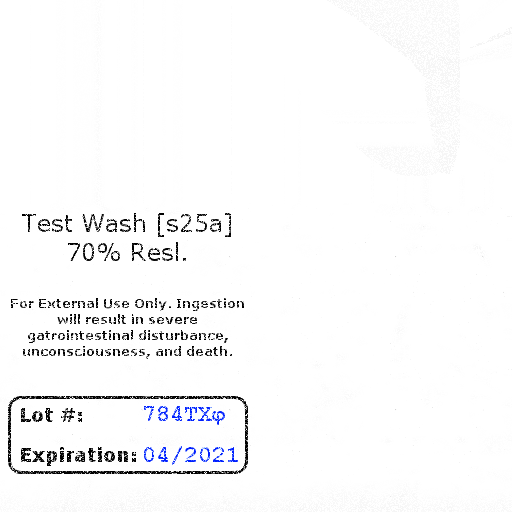 Test Wash [s25a]
70% Resl.
For External Use Only. Ingestion
will result in severe
gatrointestinal disturbance,
unconsciousness, and death.
Lot #: 784TXφ
Expiration: 04/2021